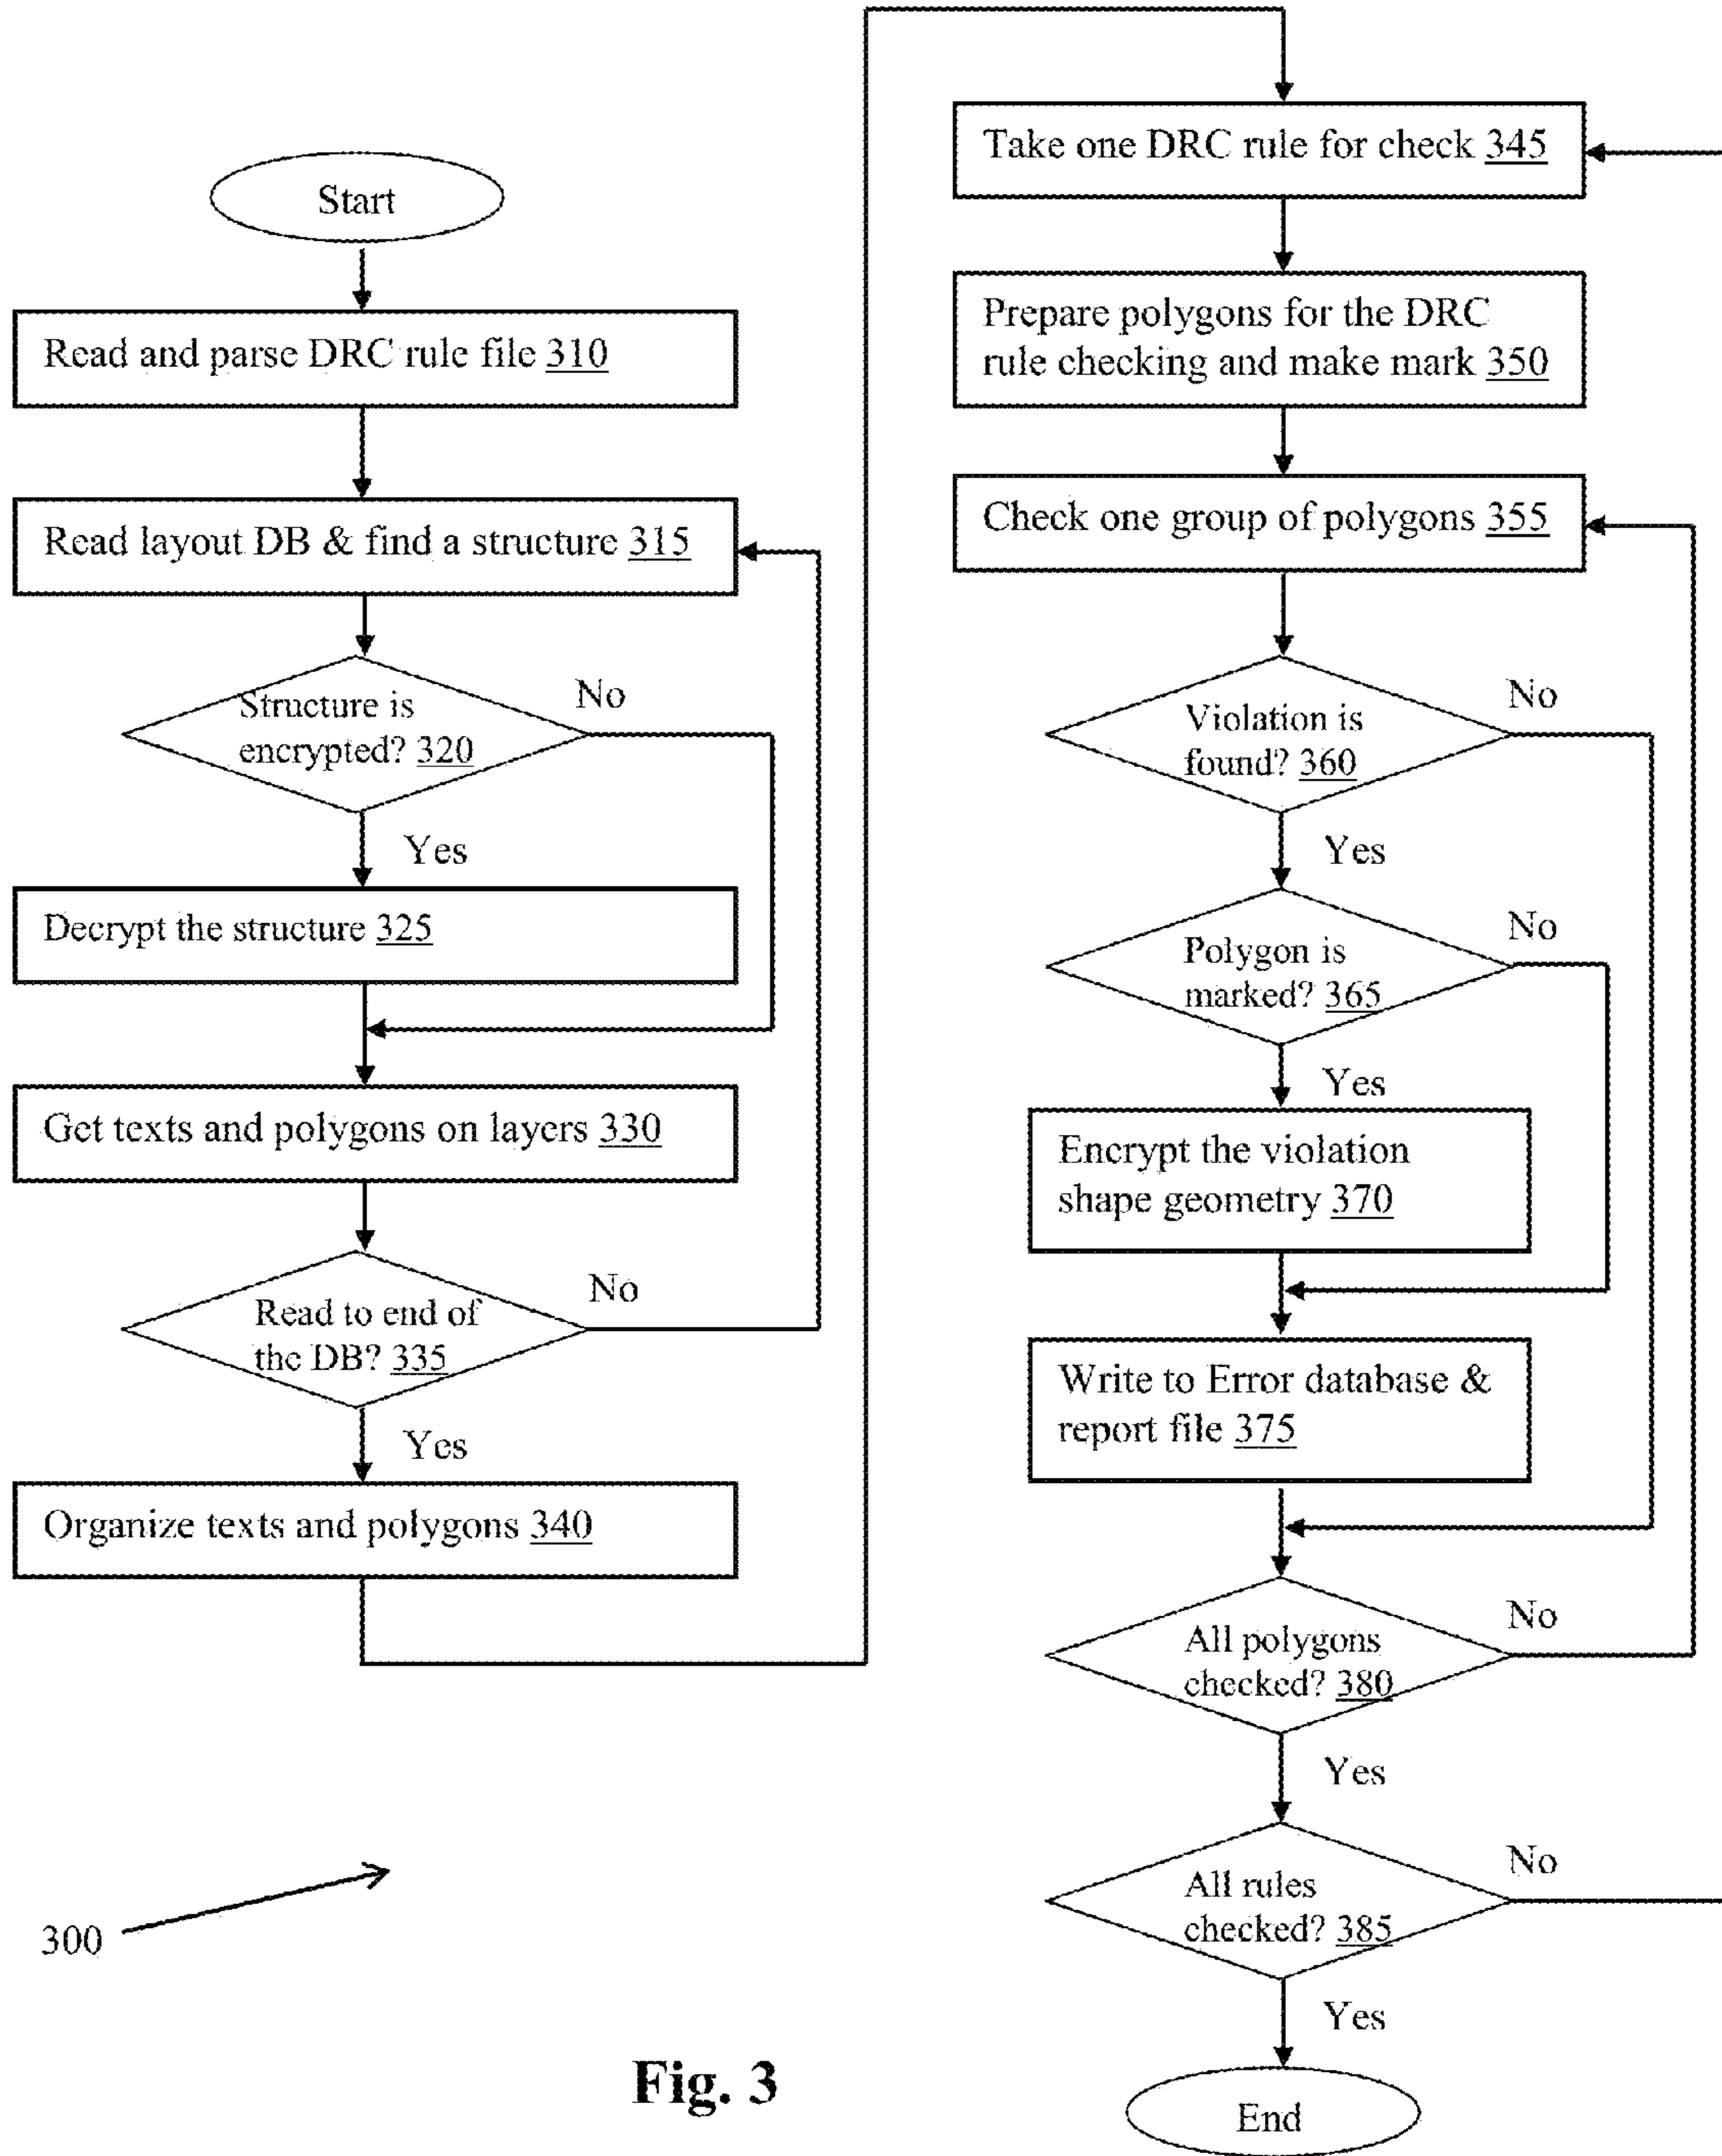 Start
Read and parse DRC rule file 310
Read layout DB & find a structure 315
Structure is
encrypted? 320
No
Yes
Decrypt the structure 325
Get texts and polygons on layers 330
Read to end of
the DB? 335
No
Yes
Organize texts and polygons 340
Take one DRC rule for check 345
Prepare polygons for the DRC
rule checking and make mark 350
Check one group of polygons 355
Violation is
found? 360
No
Yes
Polygon is
marked? 365
No
Yes
Encrypt the violation
shape geometry 370
Write to Error database &
report file 375
All polygons
checked? 380
No
Yes
All rules
checked? 385
No
Yes
End
300
Fig. 3